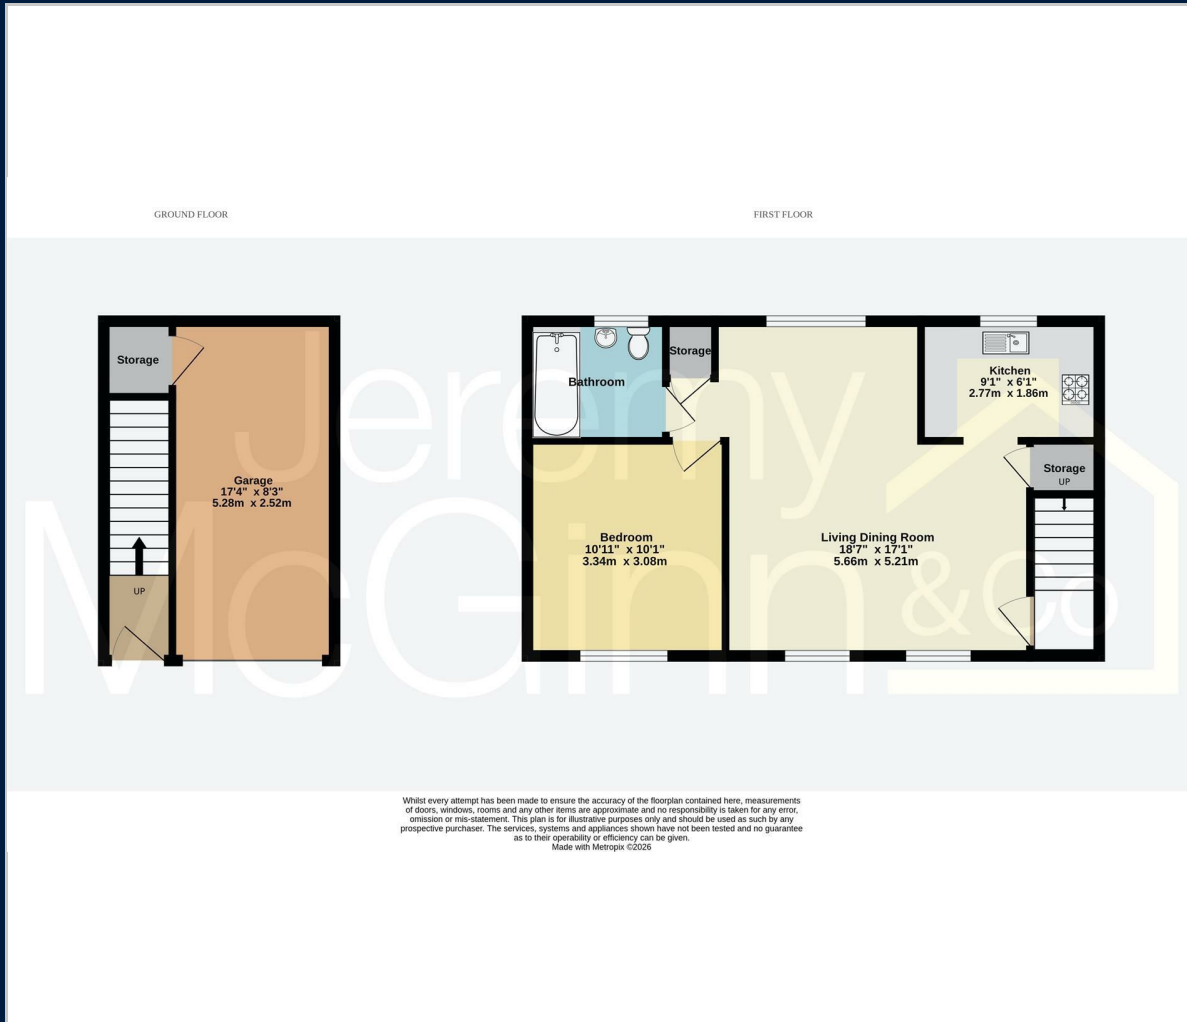 GROUND FLOOR
FIRST FLOOR
Storage
Garage
17'4" x 8'3"
5.28m x 2.52m
UP
Bathroom
Storage
Kitchen
9'1" x 6'1"
2.77m x 1.86m
Storage
UP
Bedroom
10'11" x 10'1"
3.34m x 3.08m
Living Dining Room
18'7" x 17'1"
5.66m x 5.21m
Jeremy
McGinn
& Co
Whilst every attempt has been made to ensure the accuracy of the floorplan contained here, measurements
of doors, windows, rooms and any other items are approximate and no responsibility is taken for any error,
omission or mis-statement. This plan is for illustrative purposes only and should be used as such by any
prospective purchaser. The services, systems and appliances shown have not been tested and no guarantee
as to their operability or efficiency can be given.
Made with Metropix ©2026